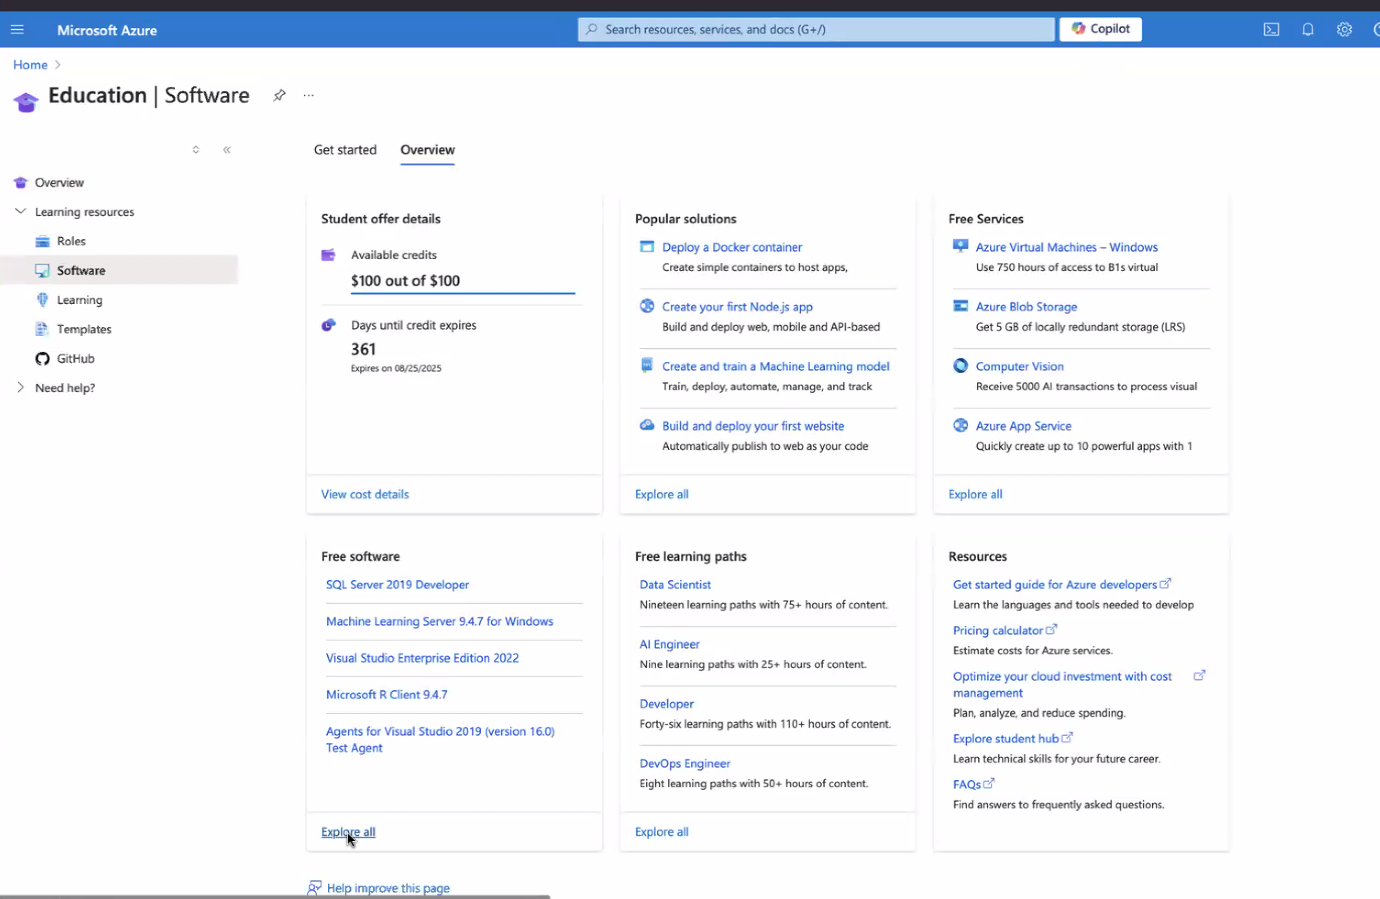 Microsoft Azure
Search resources, services, and docs (G+/)
Copilot
Home
Education | Software
...
Get started
Overview
Overview
Learning resources
Roles
Software
Learning
Templates
GitHub
Need help?
Student offer details
Available credits
$100 out of $100
Days until credit expires
361
Expires on 08/25/2025
View cost details
Popular solutions
Deploy a Docker container
Create simple containers to host apps,
Create your first Node.js app
Build and deploy web, mobile and API-based
Create and train a Machine Learning model
Train, deploy, automate, manage, and track
Build and deploy your first website
Automatically publish to web as your code
Explore all
Free Services
Azure Virtual Machines – Windows
Use 750 hours of access to B1s virtual
Azure Blob Storage
Get 5 GB of locally redundant storage (LRS)
Computer Vision
Receive 5000 AI transactions to process visual
Azure App Service
Quickly create up to 10 powerful apps with 1
Explore all
Free software
SQL Server 2019 Developer
Machine Learning Server 9.4.7 for Windows
Visual Studio Enterprise Edition 2022
Microsoft R Client 9.4.7
Agents for Visual Studio 2019 (version 16.0)
Test Agent
Explore all
Free learning paths
Data Scientist
Nineteen learning paths with 75+ hours of content.
AI Engineer
Nine learning paths with 25+ hours of content.
Developer
Forty-six learning paths with 110+ hours of content.
DevOps Engineer
Eight learning paths with 50+ hours of content.
Explore all
Resources
Get started guide for Azure developers
Learn the languages and tools needed to develop
Pricing calculator
Estimate costs for Azure services.
Optimize your cloud investment with cost
management
Plan, analyze, and reduce spending.
Explore student hub
Learn technical skills for your future career.
FAQs
Find answers to frequently asked questions.
Help improve this page